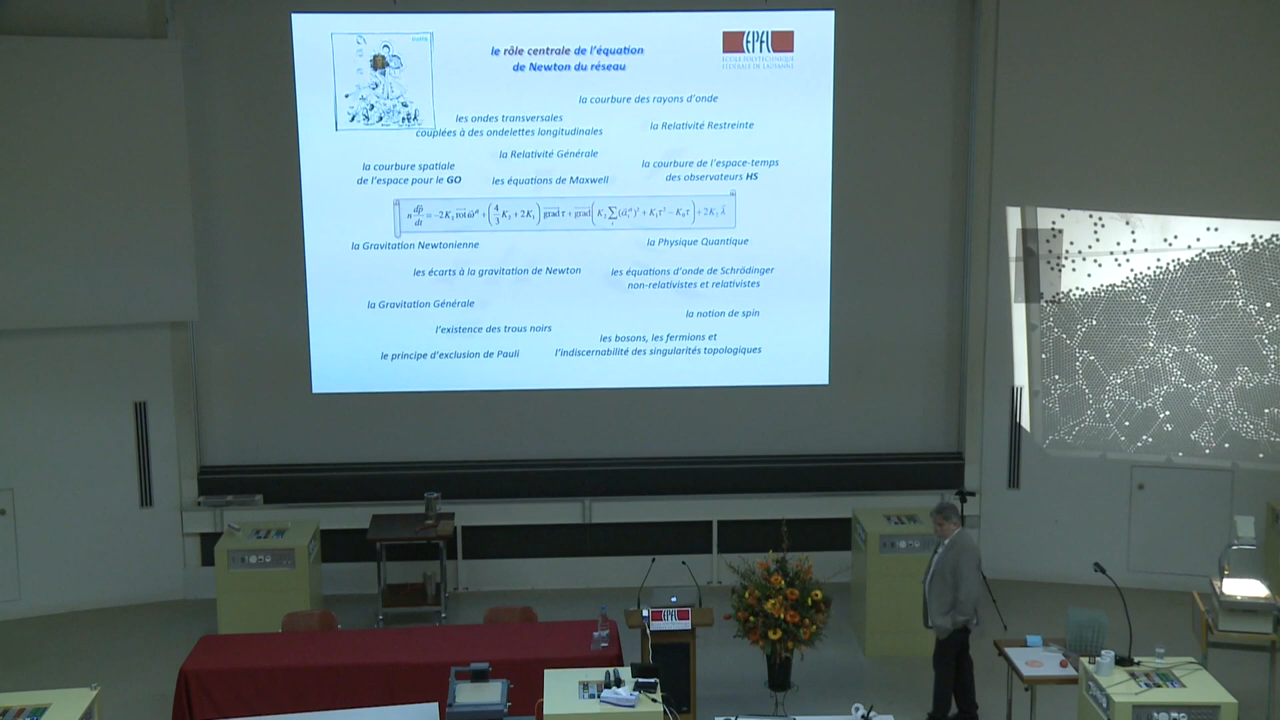 le rôle centrale de l'équation
de Newton du réseau
EPFL
ÉCOLE POLYTECHNIQUE
FÉDÉRALE DE LAUSANNE
la courbure des rayons d'onde
les ondes transversales
couplées à des ondelettes longitudinales
la Relativité Restreinte
la Relativité Générale
la courbure spatiale
de l'espace pour le GO
les équations de Maxwell
la courbure de l'espace-temps
des observateurs HS
la Gravitation Newtonienne
la Physique Quantique
les écarts à la gravitation de Newton
les équations d'onde de Schrödinger
non-relativistes et relativistes
la Gravitation Générale
la notion de spin
l'existence des trous noirs
les bosons, les fermions et
l'indiscernabilité des singularités topologiques
le principe d'exclusion de Pauli
EPFL